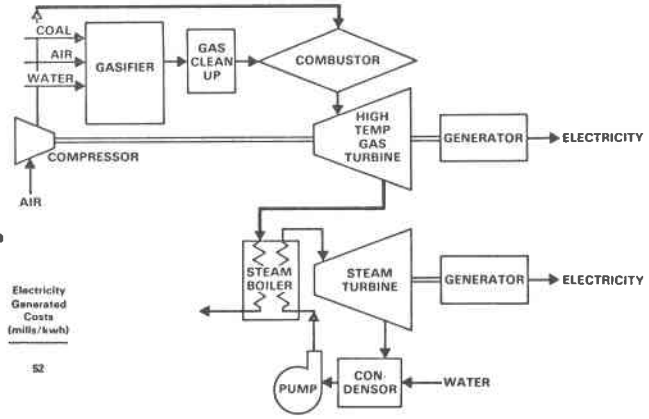 COAL
AIR
WATER
GASIFIER
GAS
CLEAN
UP
COMBUSTOR
HIGH
TEMP
GAS
TURBINE
GENERATOR
ELECTRICITY
COMPRESSOR
AIR
STEAM
BOILER
STEAM
TURBINE
GENERATOR
ELECTRICITY
Electricity
Generated
Costs
(mills/kwh)
52
PUMP
CON-
DENSOR
WATER